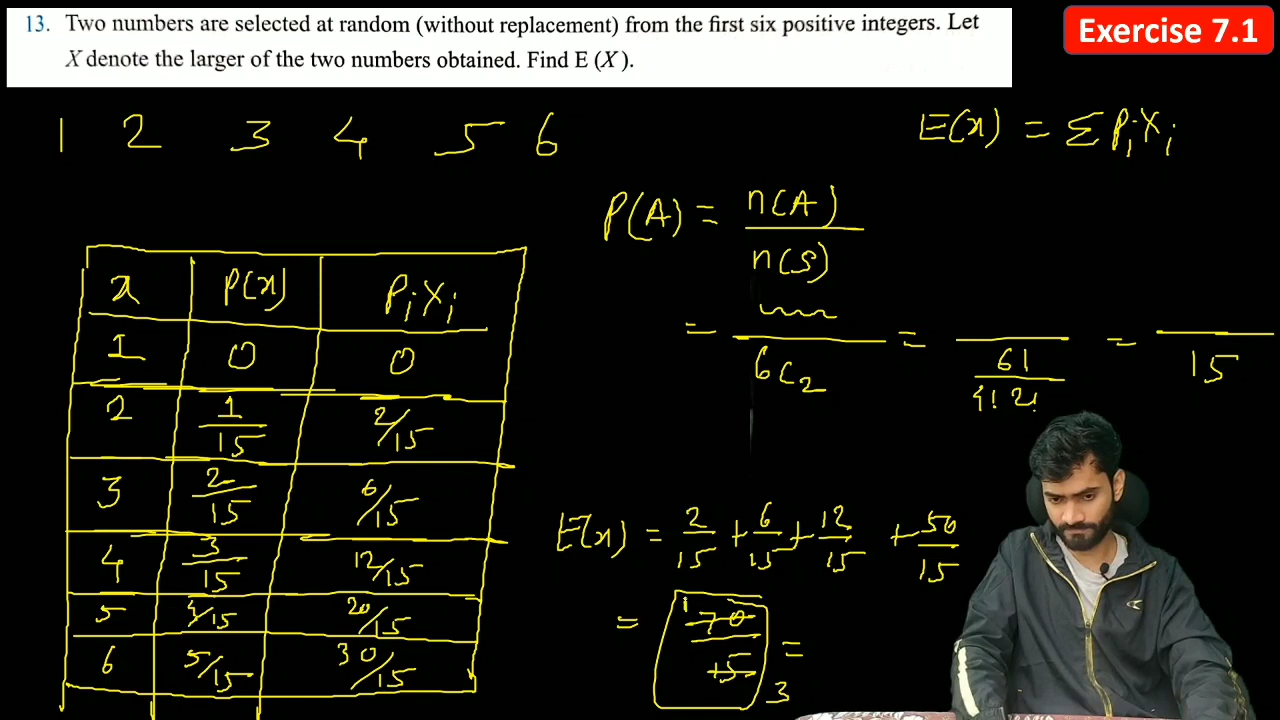 13. Two numbers are selected at random (without replacement) from the first six positive integers. Let
X denote the larger of the two numbers obtained. Find E (X).
Exercise 7.1
1 2 3 4 5 6
E(x) = Σ PiXi
P(A) = n(A) / n(S)
= / 6C2 = / 6! / 4! 2! = / 15
x P(x) PiXi
1 0 0
2 1/15 2/15
3 2/15 6/15
4 3/15 12/15
5 4/15 20/15
6 5/15 30/15
E(x) = 2/15 + 6/15 + 12/15 + 50/15
= 70/15 =
3